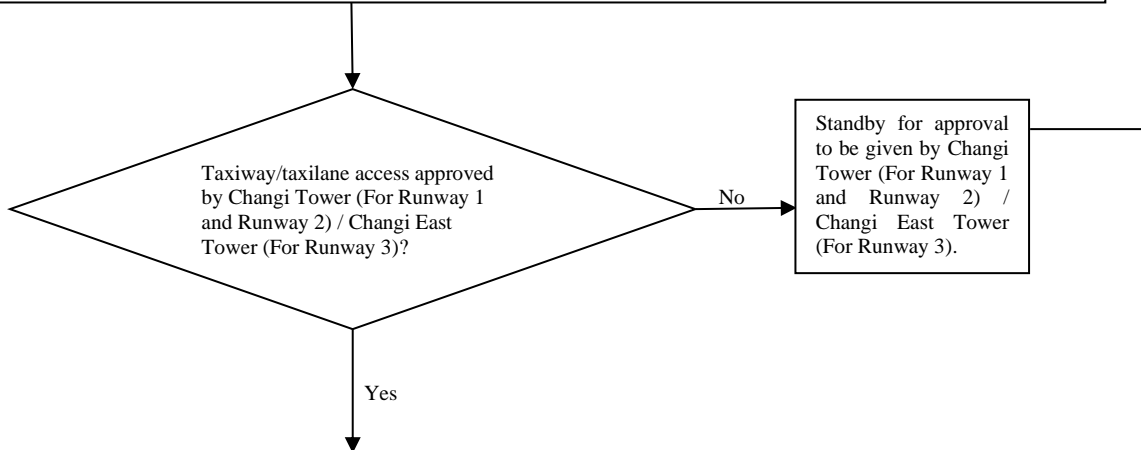 Taxiway/taxilane access approved
by Changi Tower (For Runway 1
and Runway 2) / Changi East
Tower (For Runway 3)?
No
Standby for approval
to be given by Changi
Tower (For Runway 1
and Runway 2) /
Changi East Tower
(For Runway 3).
Yes